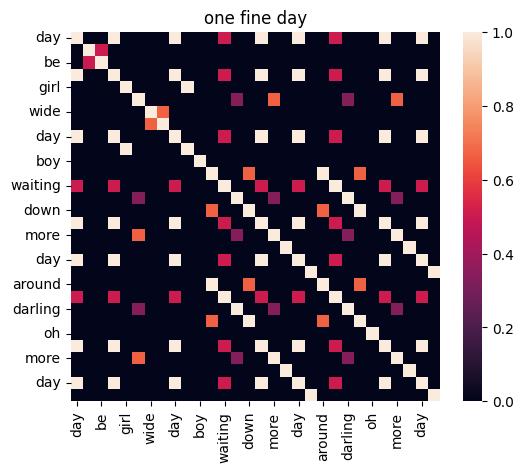 one fine day
day
be
girl
wide
day
boy
waiting
down
more
day
around
darling
oh
more
day
1.0
0.8
0.6
0.4
0.2
0.0
day
be
girl
wide
day
boy
waiting
down
more
day
around
darling
oh
more
day